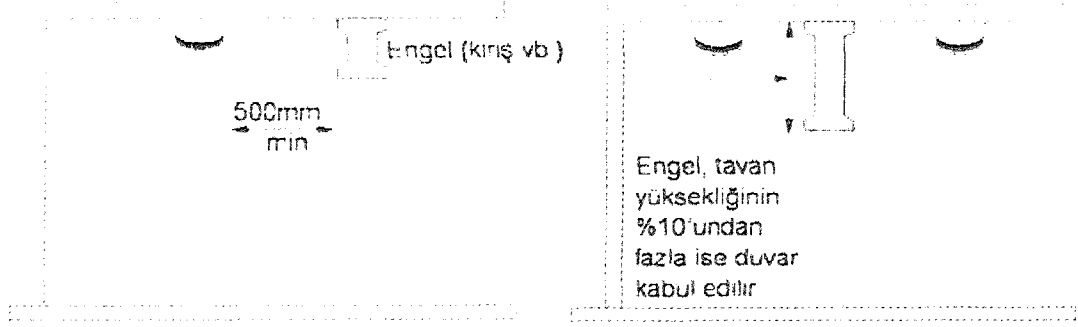 Engel (kiriş vb.)
500mm
min
Engel, tavan
yüksekliğinin
%10'undan
fazla ise duvar
kabul edilir